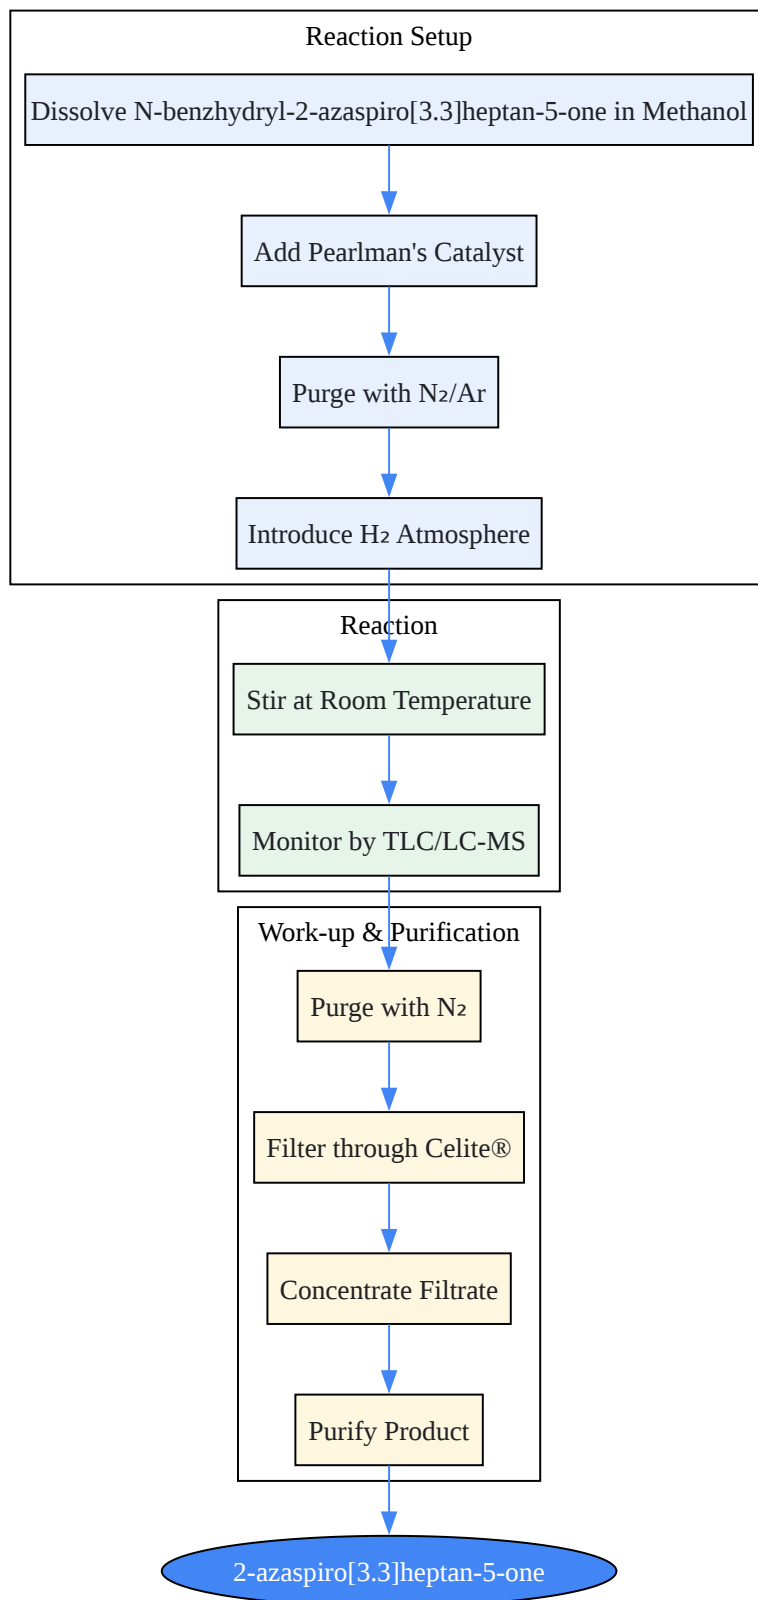 Reaction Setup
Dissolve N-benzhydryl-2-azaspiro[3.3]heptan-5-one in Methanol
Add Pearlman's Catalyst
Purge with N₂/Ar
Introduce H₂ Atmosphere
Reaction
Stir at Room Temperature
Monitor by TLC/LC-MS
Work-up & Purification
Purge with N₂
Filter through Celite®
Concentrate Filtrate
Purify Product
2-azaspiro[3.3]heptan-5-one